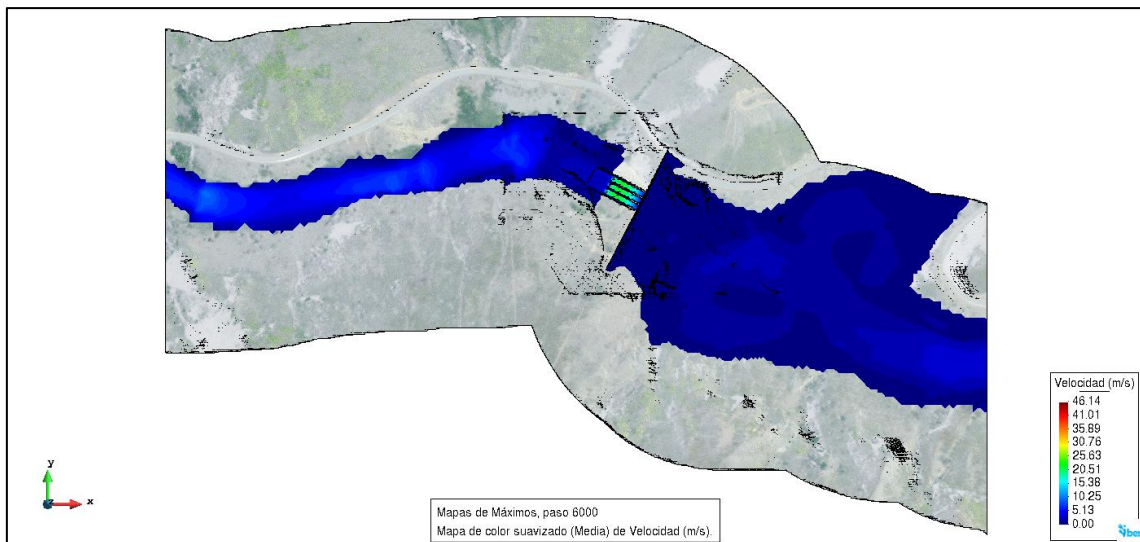 Velocidad (m/s)
46.14
41.01
35.89
30.76
25.63
20.51
15.38
10.25
5.13
0.00
y
x
Mapas de Máximos, paso 6000
Mapa de color suavizado (Media) de Velocidad (m/s).